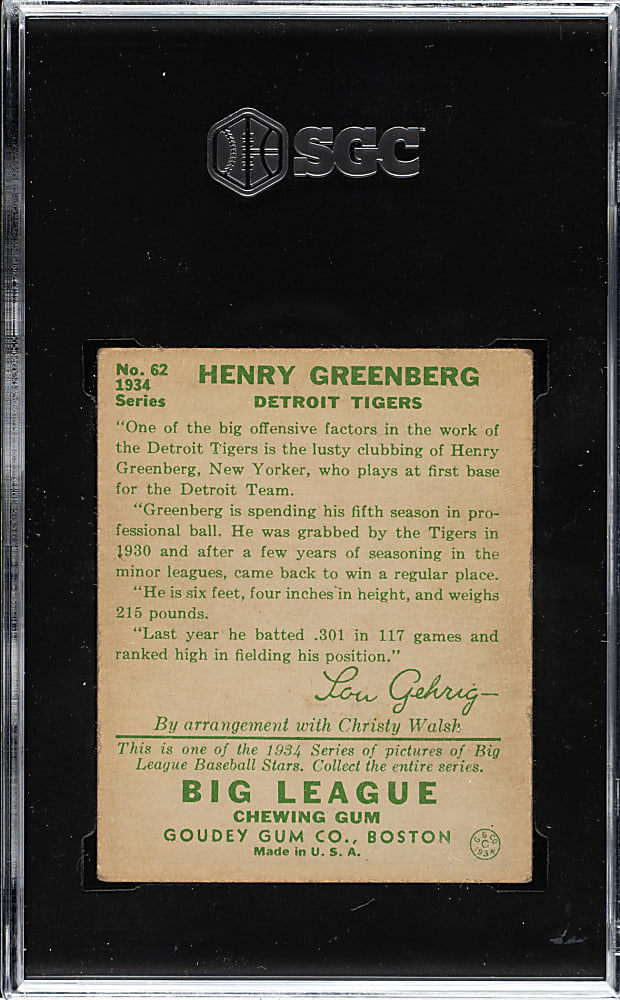 SGC
No. 62
1934
Series
HENRY GREENBERG
DETROIT TIGERS
"One of the big offensive factors in the work of
the Detroit Tigers is the lusty clubbing of Henry
Greenberg, New Yorker, who plays at first base
for the Detroit Team.
"Greenberg is spending his fifth season in pro-
fessional ball. He was grabbed by the Tigers in
1930 and after a few years of seasoning in the
minor leagues, came back to win a regular place.
"He is six feet, four inches in height, and weighs
215 pounds.
"Last year he batted .301 in 117 games and
ranked high in fielding his position."
Lou Gehrig
By arrangement with Christy Walsh
This is one of the 1934 Series of pictures of Big
League Baseball Stars. Collect the entire series.
BIG LEAGUE
CHEWING GUM
GOUDEY GUM CO., BOSTON
Made in U. S. A.
G. G. CO.
C
1934